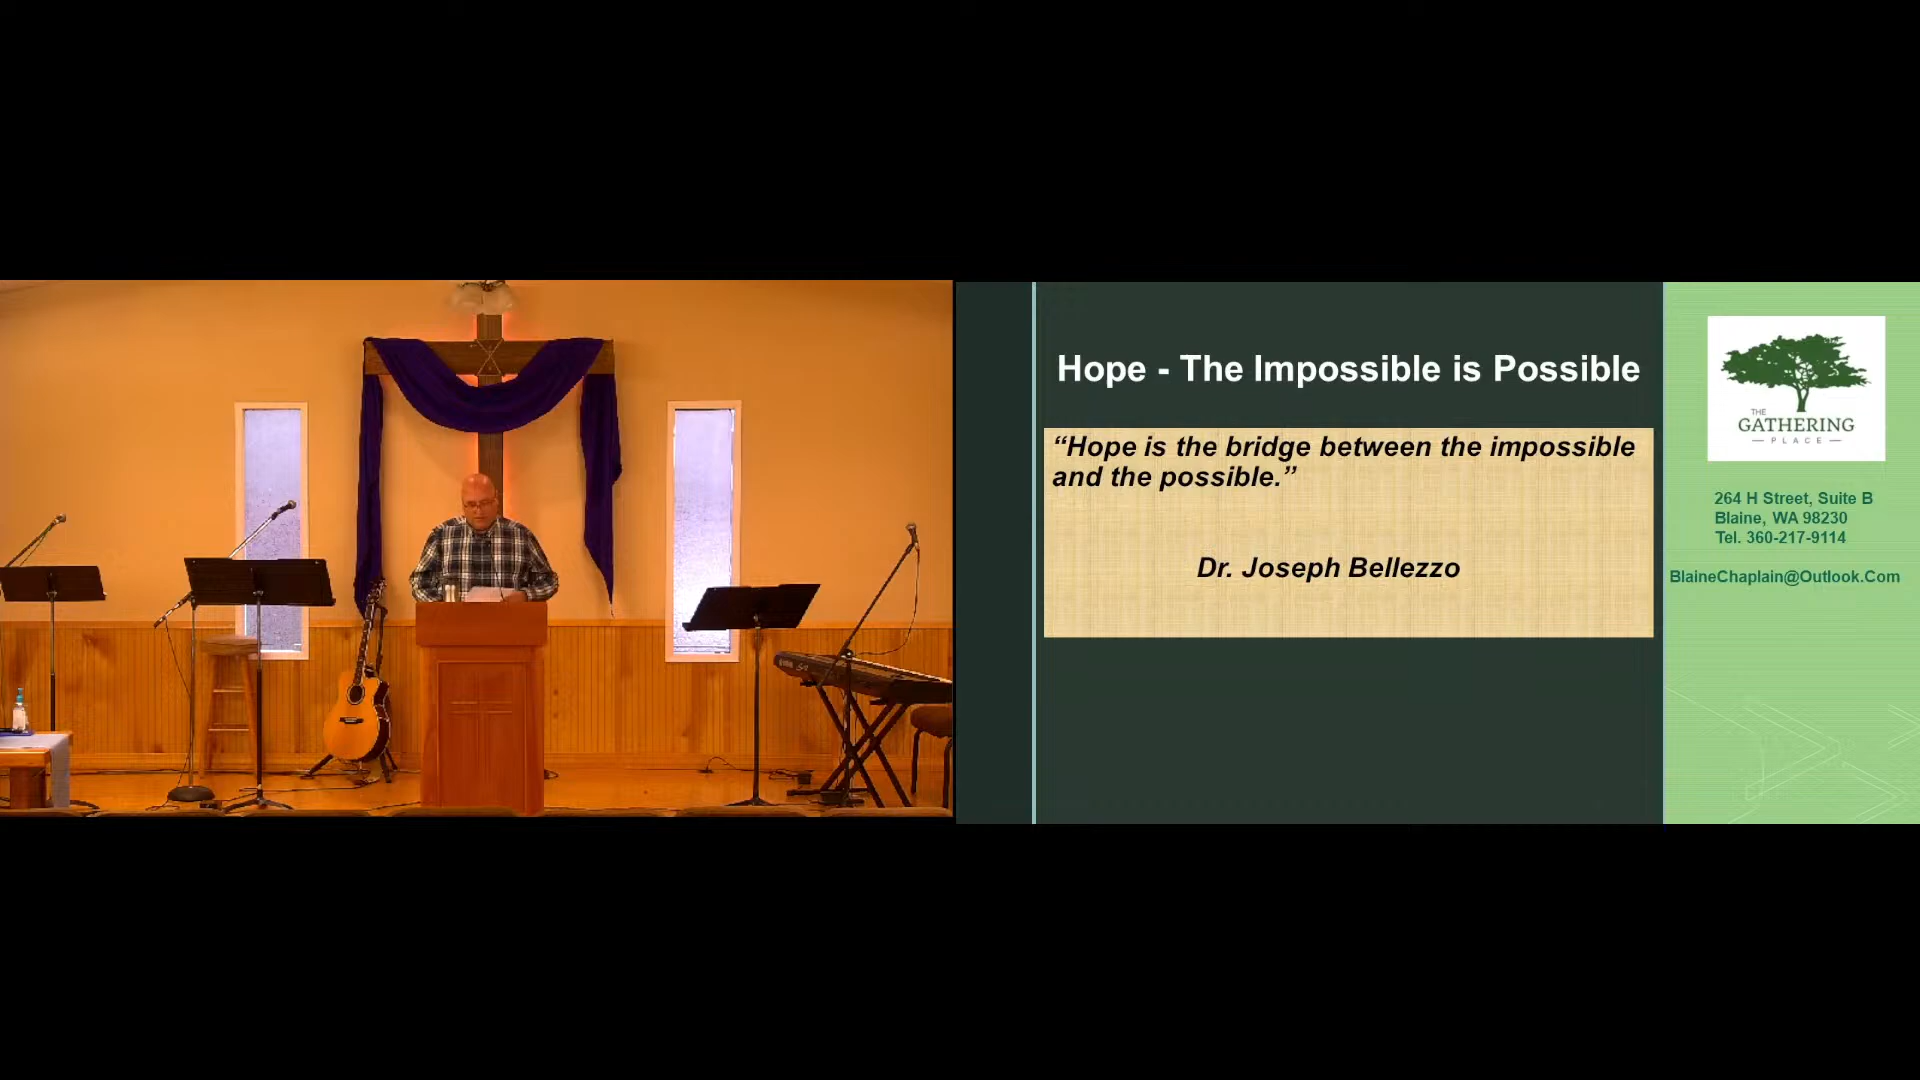 Hope - The Impossible is Possible
“Hope is the bridge between the impossible
and the possible.”
Dr. Joseph Bellezzo
THE
GATHERING
PLACE
264 H Street, Suite B
Blaine, WA 98230
Tel. 360-217-9114
BlaineChaplain@Outlook.Com